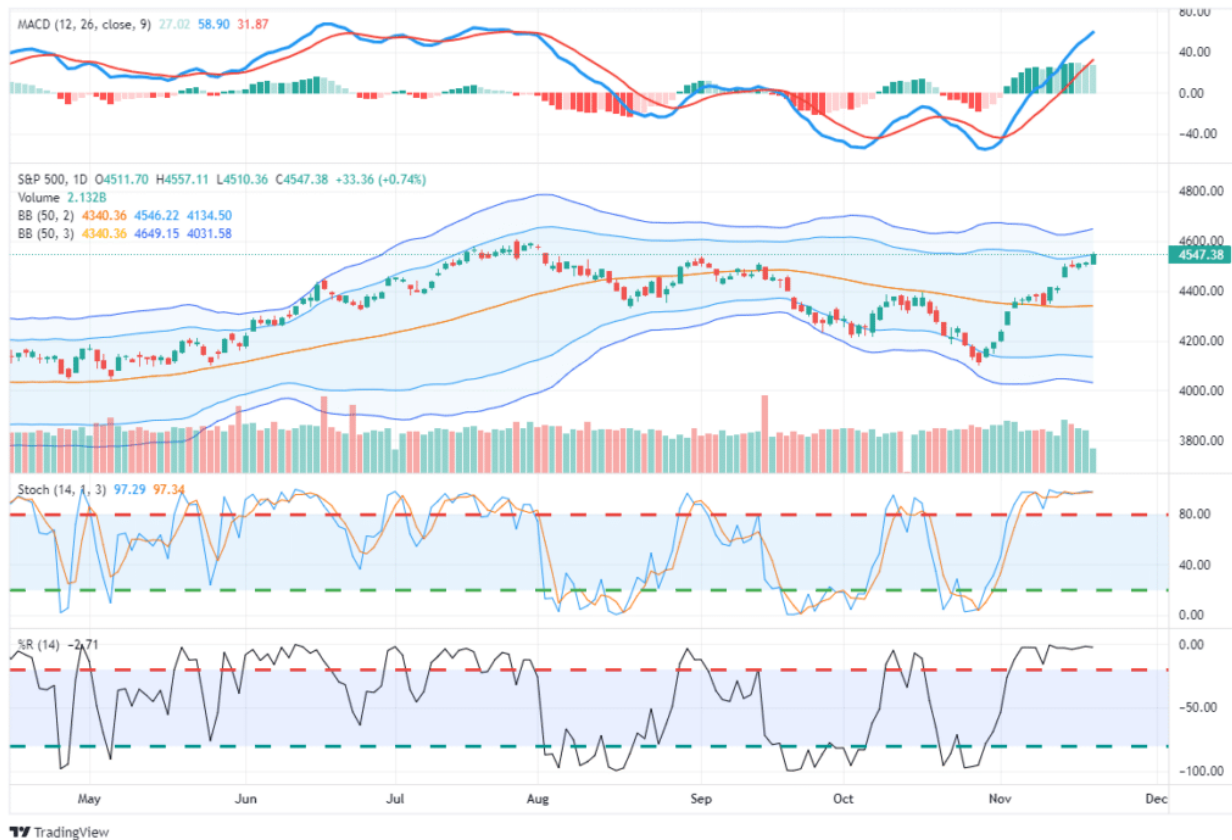 MACD (12, 26, close, 9) 27.02 58.90 31.87
80.00
40.00
0.00
−40.00
S&P 500, 1D O4511.70 H4557.11 L4510.36 C4547.38 +33.36 (+0.74%)
Volume 2.132B
BB (50, 2) 4340.36 4546.22 4134.50
BB (50, 3) 4340.36 4649.15 4031.58
4800.00
4600.00
4547.38
4400.00
4200.00
4000.00
3800.00
Stoch (14, 1, 3) 97.29 97.34
80.00
40.00
0.00
%R (14) −2.71
0.00
−50.00
−100.00
May Jun Jul Aug Sep Oct Nov Dec
TradingView